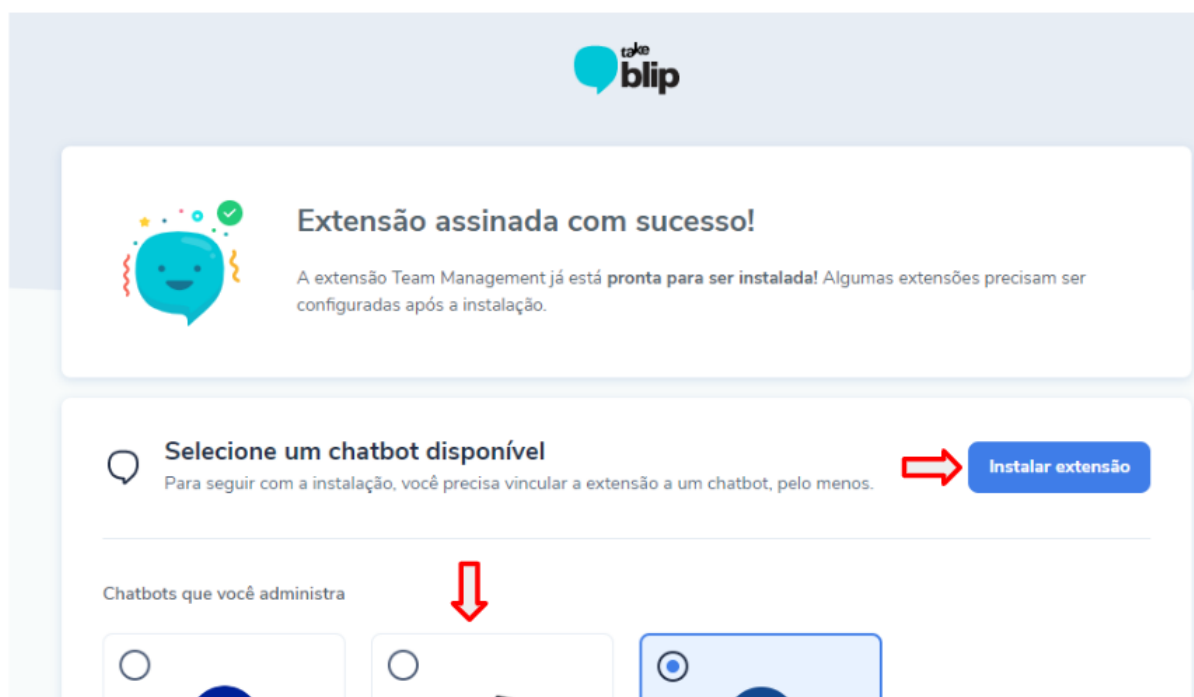 take
blip
Extensão assinada com sucesso!
A extensão Team Management já está pronta para ser instalada! Algumas extensões precisam ser
configuradas após a instalação.
Selecione um chatbot disponível
Para seguir com a instalação, você precisa vincular a extensão a um chatbot, pelo menos.
Instalar extensão
Chatbots que você administra